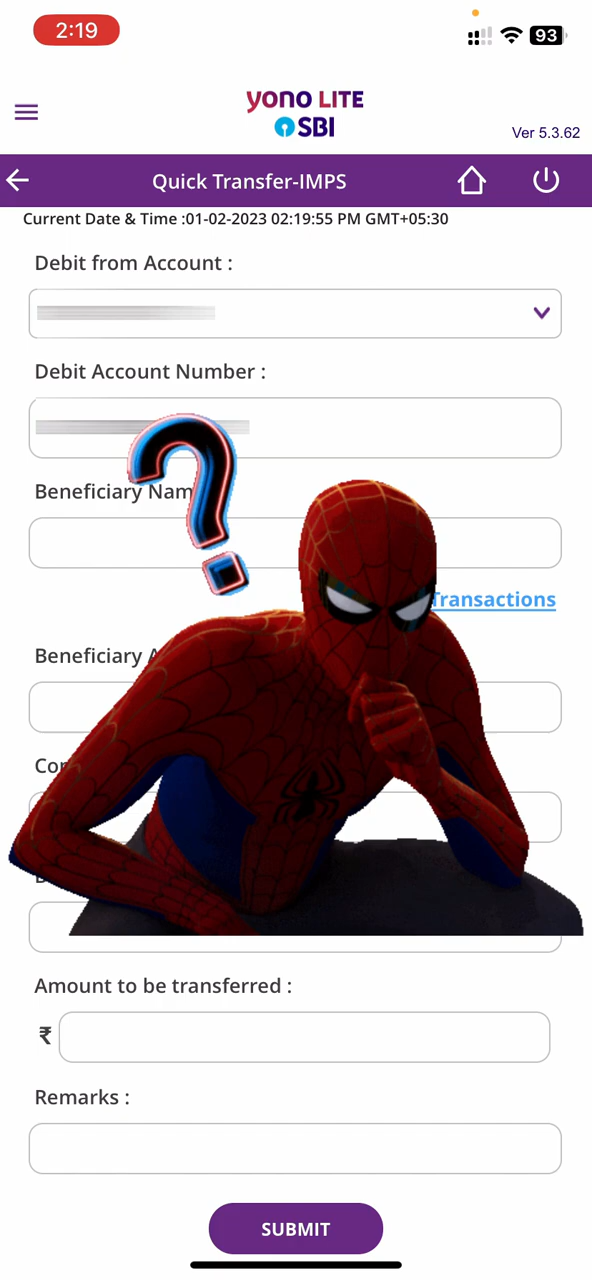 2:19
93
yono LITE
SBI
Ver 5.3.62
Quick Transfer-IMPS
Current Date & Time :01-02-2023 02:19:55 PM GMT+05:30
Debit from Account :
Debit Account Number :
Beneficiary Nam
?
Transactions
Beneficiary A
Amount to be transferred :
₹
Remarks :
SUBMIT